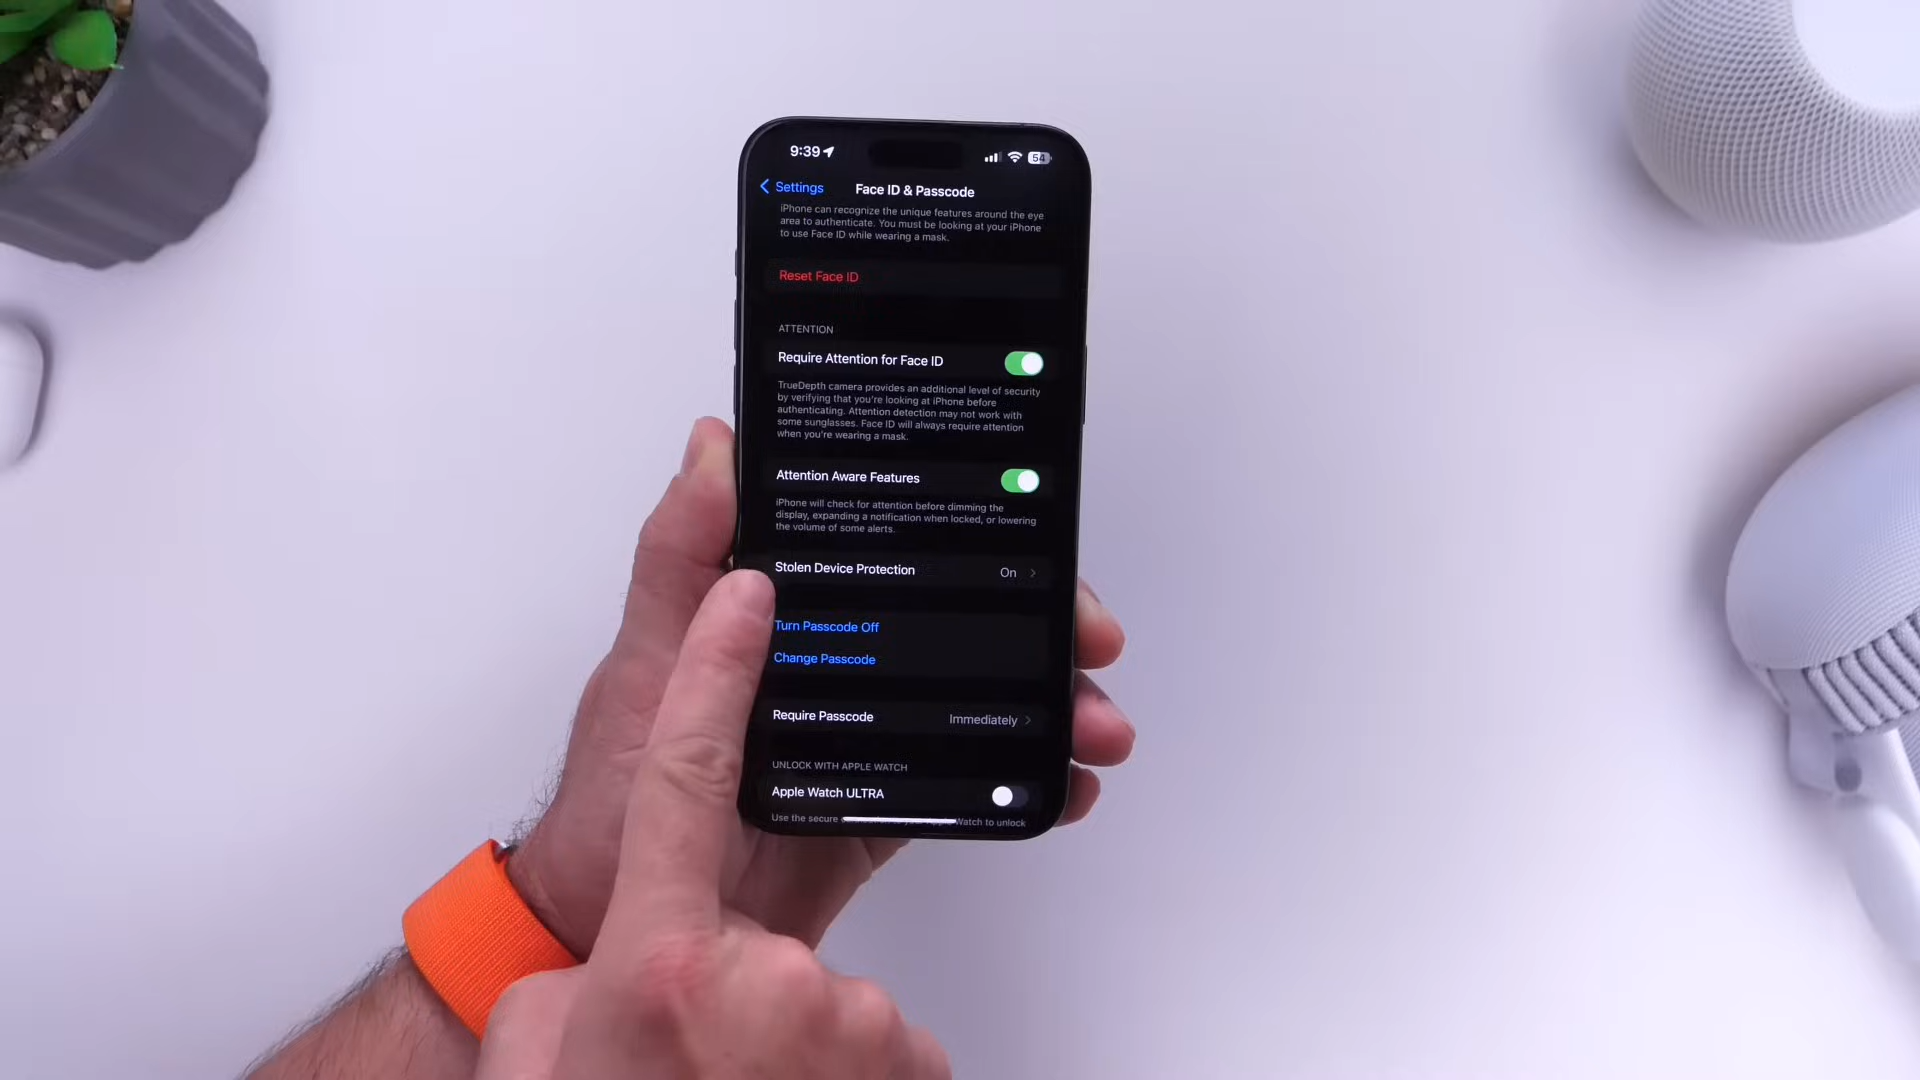 9:39
54
Settings
Face ID & Passcode
iPhone can recognize the unique features around the eye
area to authenticate. You must be looking at your iPhone
to use Face ID while wearing a mask.
Reset Face ID
ATTENTION
Require Attention for Face ID
TrueDepth camera provides an additional level of security
by verifying that you're looking at iPhone before
authenticating. Attention detection may not work with
some sunglasses. Face ID will always require attention
when you're wearing a mask.
Attention Aware Features
iPhone will check for attention before dimming the
display, expanding a notification when locked, or lowering
the volume of some alerts.
Stolen Device Protection
On
Turn Passcode Off
Change Passcode
Require Passcode
Immediately
UNLOCK WITH APPLE WATCH
Apple Watch ULTRA
Use the secure Watch to unlock